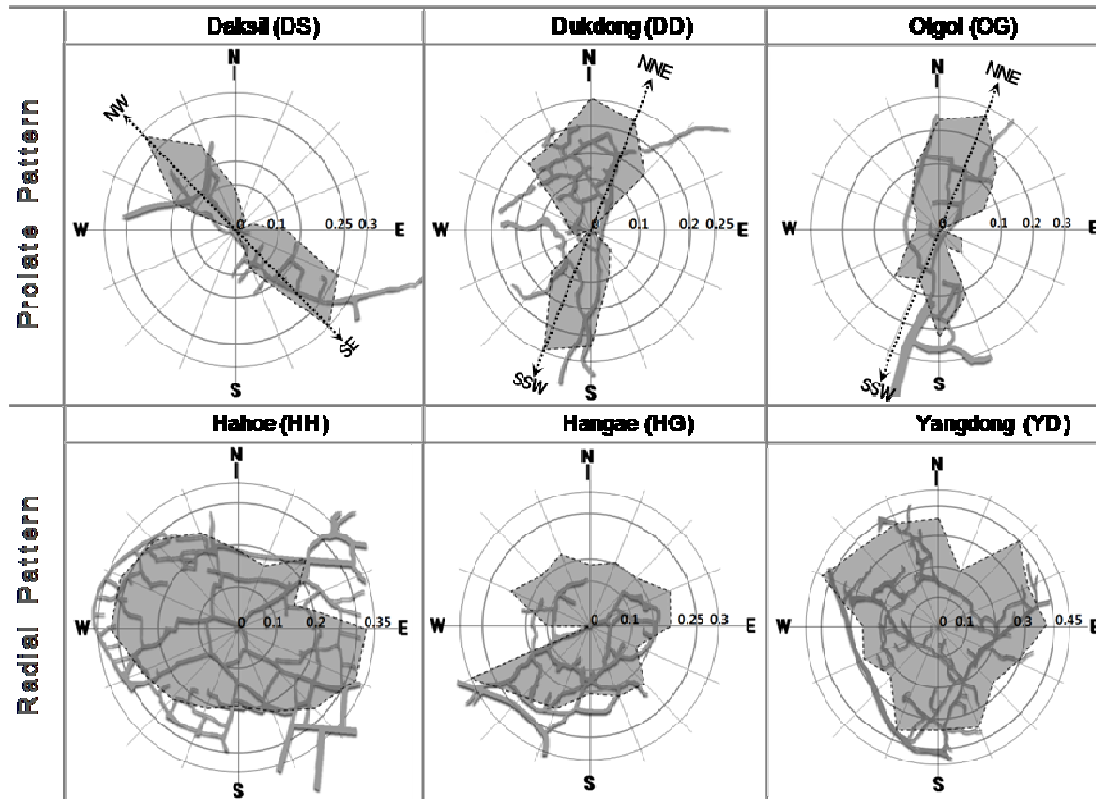 Daksil (DS) Dukdong (DD) Olgol (OG)
Prolate Pattern
N
NW
W 0 0.1 0.25 0.3 E
SE
S
N
NNE
W 0 0.1 0.2 0.25 E
SSW
S
N
NNE
W 0 0.1 0.2 0.3 E
SSW
S
Hahoe (HH) Hangae (HG) Yangdong (YD)
Radial Pattern
N
W 0 0.1 0.2 0.35 E
S
N
W 0 0.1 0.25 0.3 E
S
N
W 0 0.1 0.3 0.45 E
S